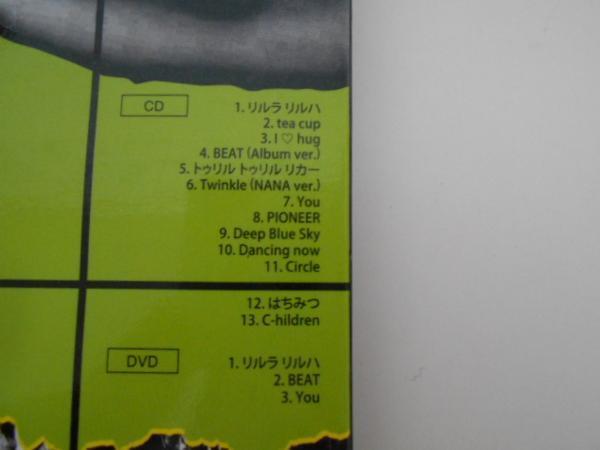 CD
1. リルラ リルハ
2. tea cup
3. I ♡ hug
4. BEAT (Album ver.)
5. トゥリル トゥリル リカー
6. Twinkle (NANA ver.)
7. You
8. PIONEER
9. Deep Blue Sky
10. Dancing now
11. Circle
12. はちみつ
13. C-hildren
DVD
1. リルラ リルハ
2. BEAT
3. You